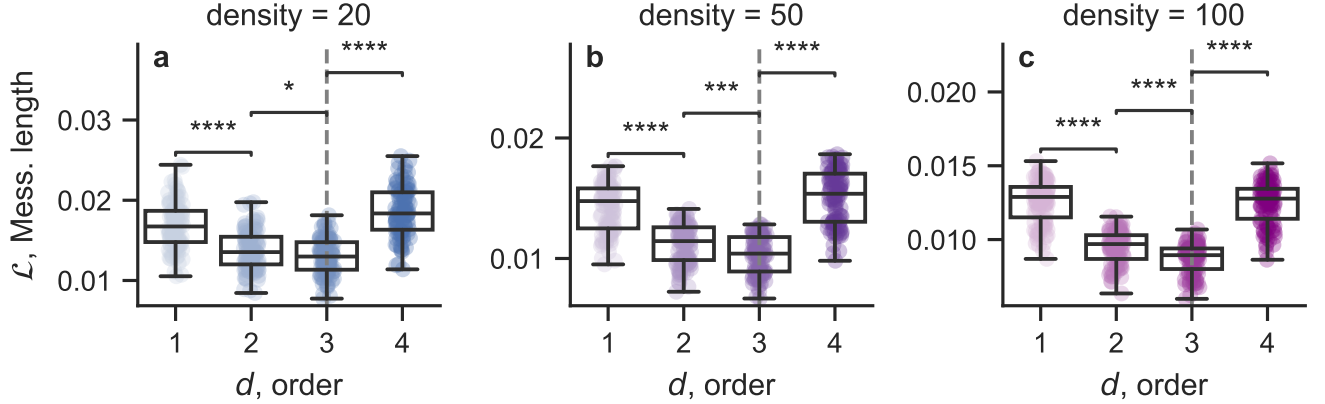 density = 20
a
****
*
****
0.03
0.02
0.01
ℒ, Mess. length
1 2 3 4
d, order
density = 50
b
****
***
****
0.02
0.01
1 2 3 4
d, order
density = 100
c
****
****
****
0.020
0.015
0.010
1 2 3 4
d, order